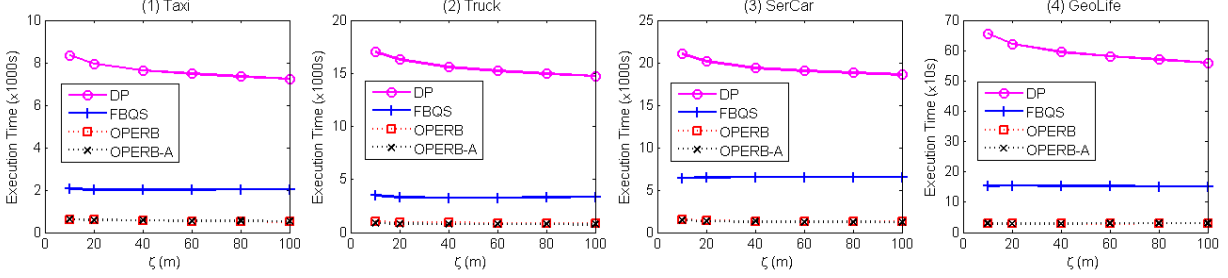 (1) Taxi
Execution Time (x1000s)
10
8
6
4
2
0
DP
FBQS
OPERB
OPERB-A
0 20 40 60 80 100
ζ (m)
(2) Truck
Execution Time (x1000s)
20
15
10
5
0
DP
FBQS
OPERB
OPERB-A
0 20 40 60 80 100
ζ (m)
(3) SerCar
Execution Time (x1000s)
25
20
15
10
5
0
DP
FBQS
OPERB
OPERB-A
0 20 40 60 80 100
ζ (m)
(4) GeoLife
Execution Time (x10s)
70
60
50
40
30
20
10
0
DP
FBQS
OPERB
OPERB-A
0 20 40 60 80 100
ζ (m)